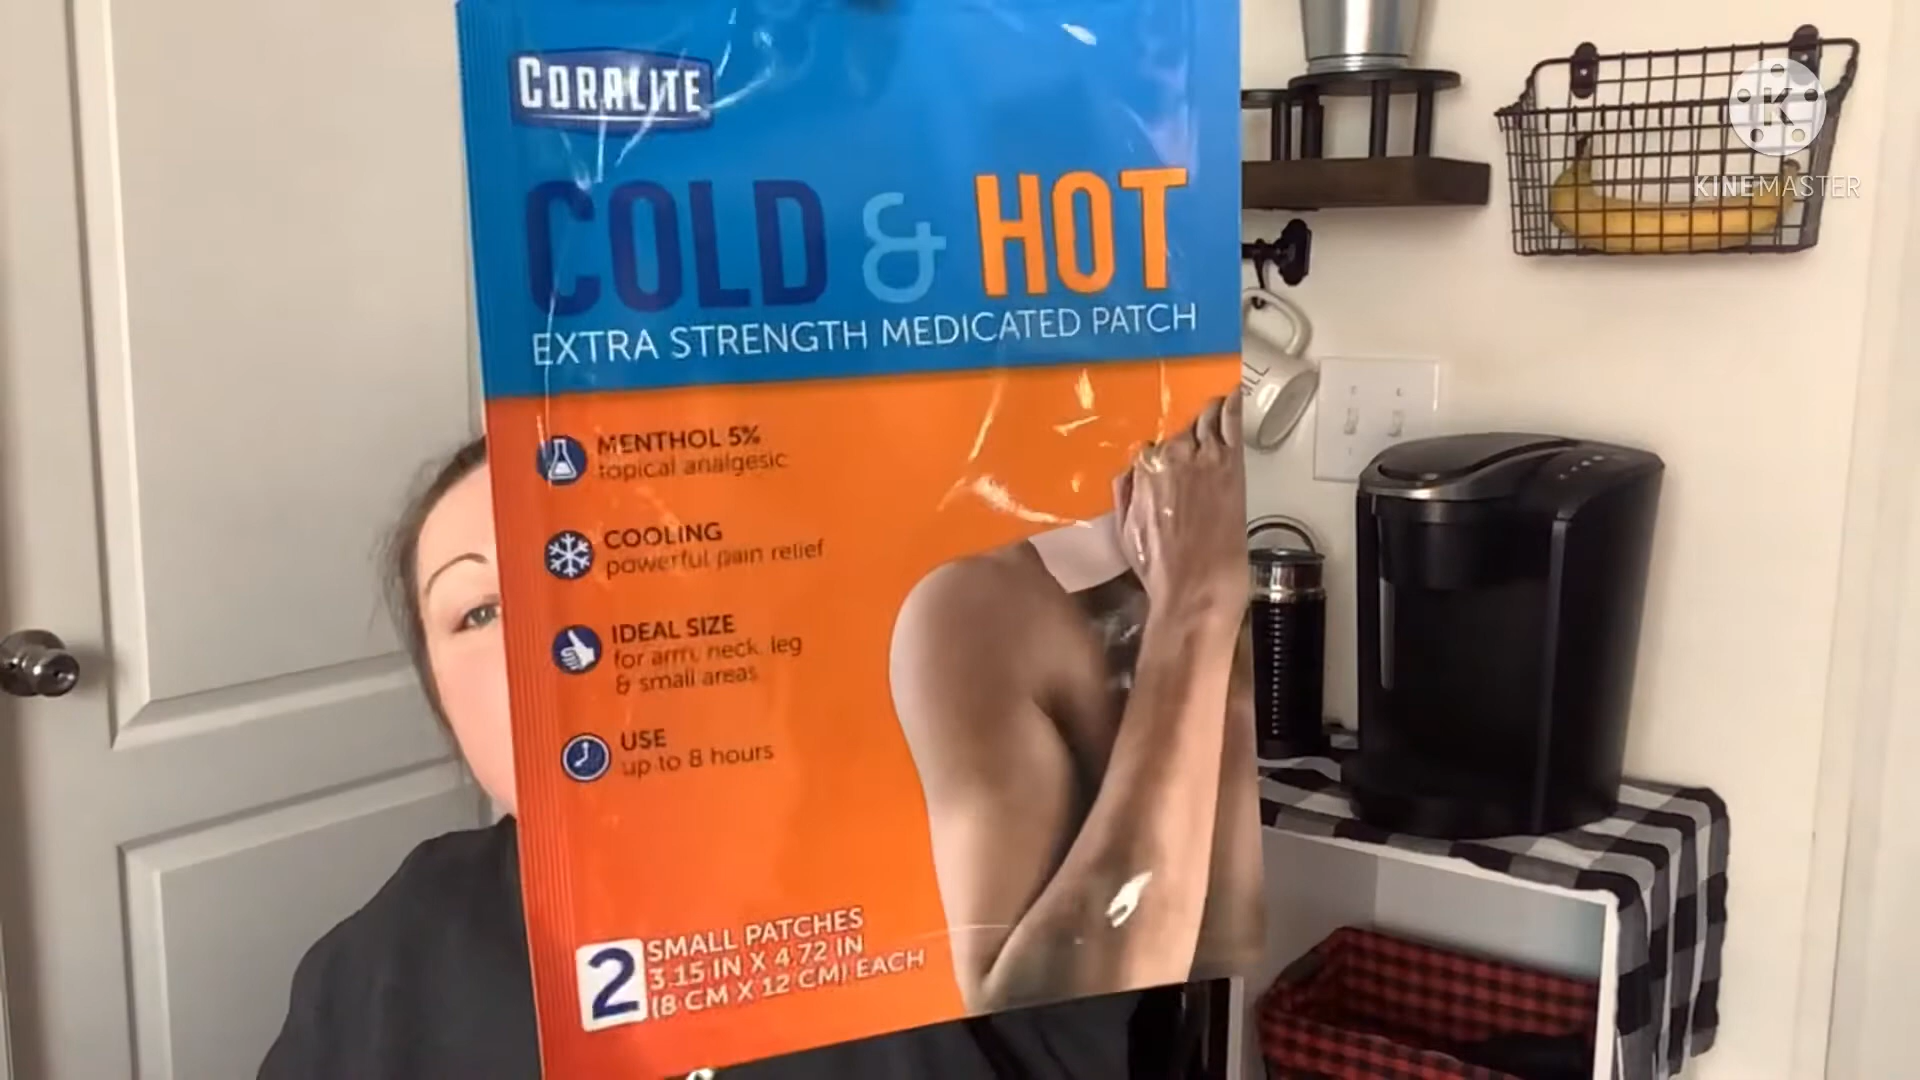 CORALITE
COLD & HOT
EXTRA STRENGTH MEDICATED PATCH
MENTHOL 5%
topical analgesic
COOLING
powerful pain relief
IDEAL SIZE
for arm, neck, leg
& small areas
USE
up to 8 hours
2
SMALL PATCHES
3.15 IN X 4.72 IN
(8 CM X 12 CM) EACH
K
KINEMASTER